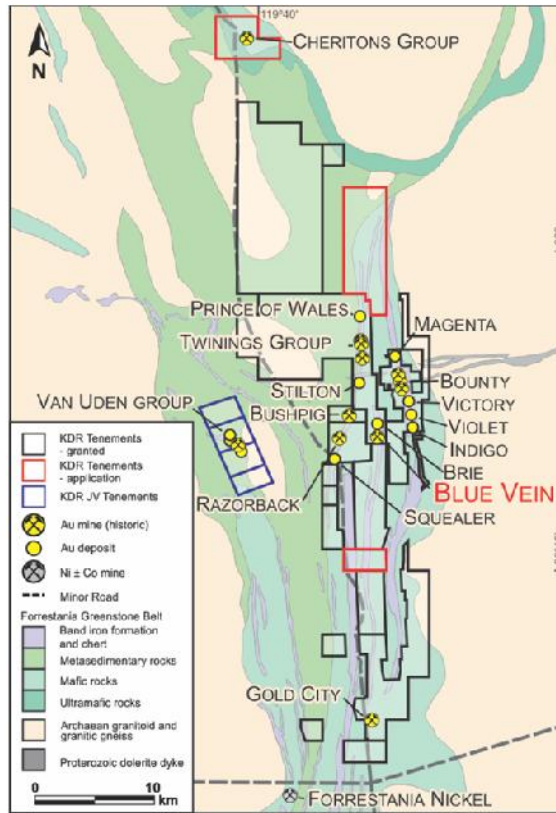 119°40'
CHERITONS GROUP
N
PRINCE OF WALES
MAGENTA
TWININGS GROUP
STILTON
BOUNTY
VAN UDEN GROUP
BUSHPIG
VICTORY
VIOLET
INDIGO
BRIE
RAZORBACK
BLUE VEIN
SQUEALER
GOLD CITY
FORRESTANIA NICKEL
KDR Tenements
- granted
KDR Tenements
- application
KDR JV Tenements
Au mine (historic)
Au deposit
Ni ± Co mine
Minor Road
Forrestania Greenstone Belt
Band iron formation
and chert
Metasedimentary rocks
Mafic rocks
Ultramafic rocks
Archaean granitoid and
granitic gneiss
Proterozoic dolerite dyke
0 10
km